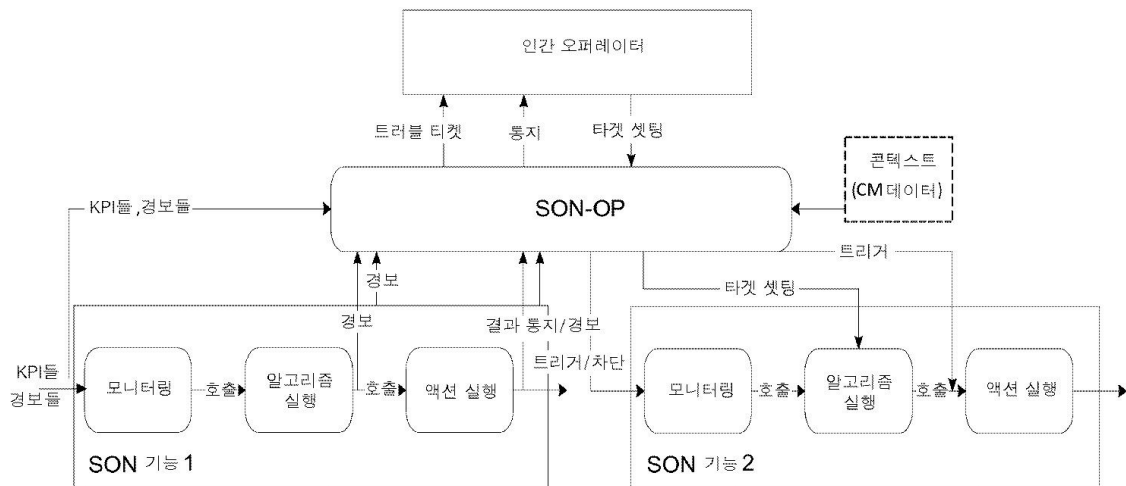 인간 오퍼레이터
트러블 티켓
통지
타겟 셋팅
콘텍스트
(CM 데이터)
KPI들 ,경보들
SON-OP
트리거
경보
타겟 셋팅
경보
결과 통지/경보
트리거/차단
KPI들
경보들
모니터링
호출
알고리즘
실행
호출
액션 실행
모니터링
호출
알고리즘
실행
호출
액션 실행
SON 기능 1
SON 기능 2